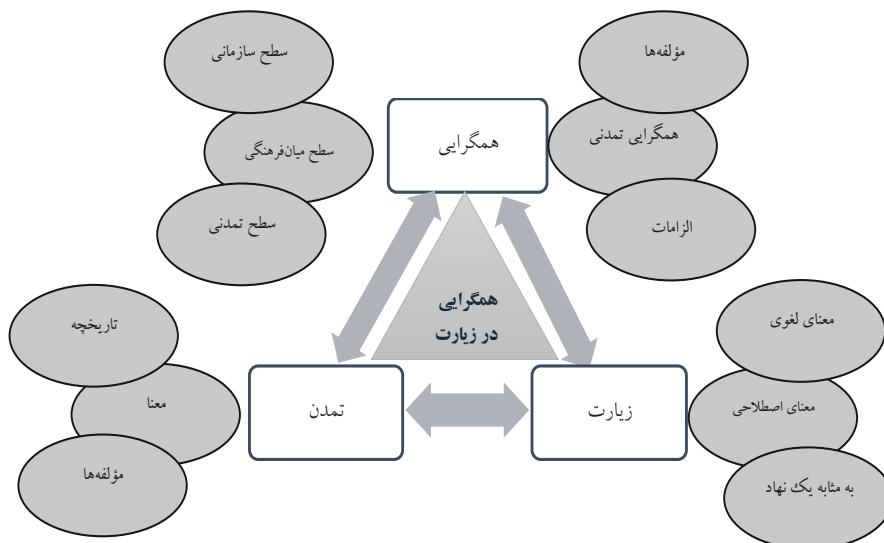 مؤلفه‌ها
همگرایی تمدنی
الزامات
همگرایی
سطح سازمانی
سطح میان‌فرهنگی
سطح تمدنی
همگرایی
در زیارت
معنای لغوی
معنای اصطلاحی
به مثابه یک نهاد
زیارت
تمدن
تاریخچه
معنا
مؤلفه‌ها